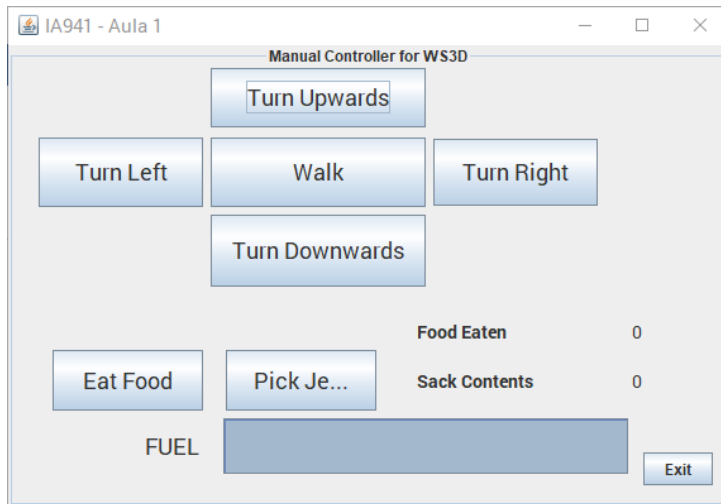 IA941 - Aula 1
Manual Controller for WS3D
Turn Upwards
Turn Left
Walk
Turn Right
Turn Downwards
Food Eaten 0
Eat Food
Pick Je...
Sack Contents 0
FUEL
Exit